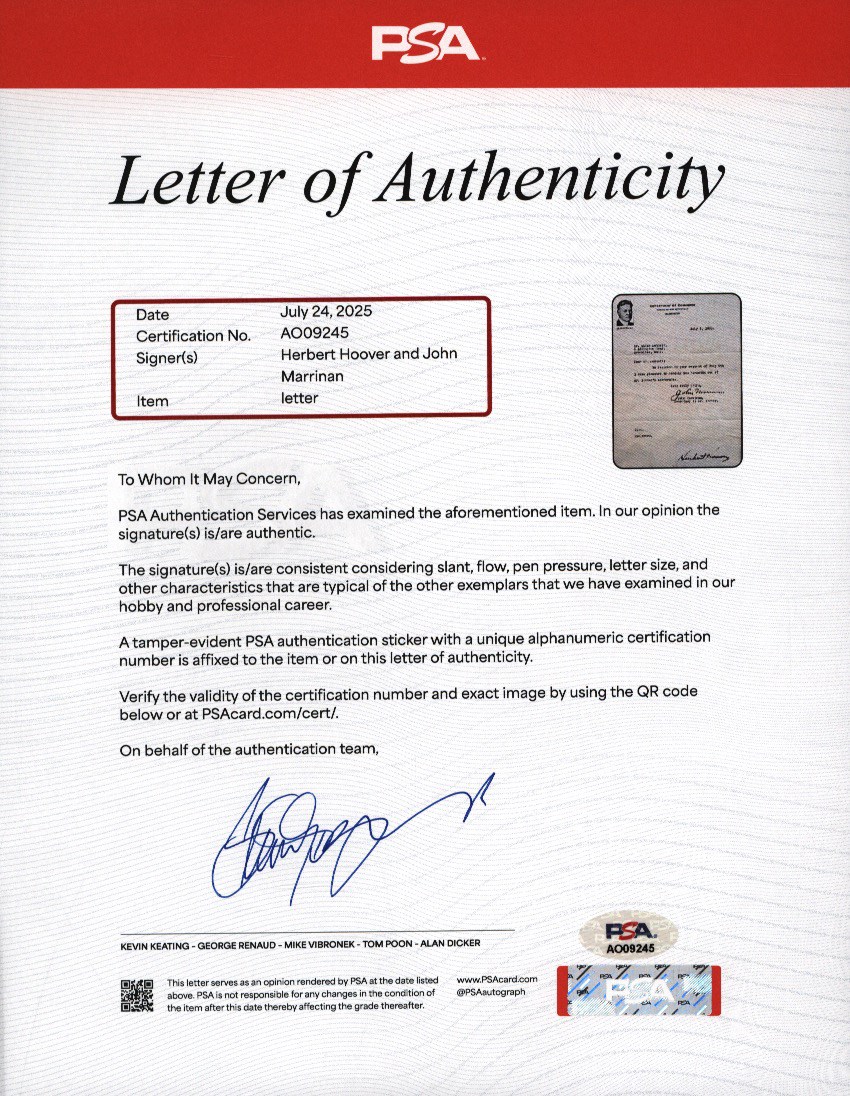 PSA
Letter of Authenticity
Date July 24, 2025
Certification No. AO09245
Signer(s) Herbert Hoover and John
Marrinan
Item letter
To Whom It May Concern,
PSA Authentication Services has examined the aforementioned item. In our opinion the
signature(s) is/are authentic.
The signature(s) is/are consistent considering slant, flow, pen pressure, letter size, and
other characteristics that are typical of the other exemplars that we have examined in our
hobby and professional career.
A tamper-evident PSA authentication sticker with a unique alphanumeric certification
number is affixed to the item or on this letter of authenticity.
Verify the validity of the certification number and exact image by using the QR code
below or at PSAcard.com/cert/.
On behalf of the authentication team,
KEVIN KEATING - GEORGE RENAUD - MIKE VIBRONEK - TOM POON - ALAN DICKER
This letter serves as an opinion rendered by PSA at the date listed
above. PSA is not responsible for any changes in the condition of
the item after this date thereby affecting the grade thereafter.
www.PSAcard.com
@PSAautograph
PSA
AO09245
PSA